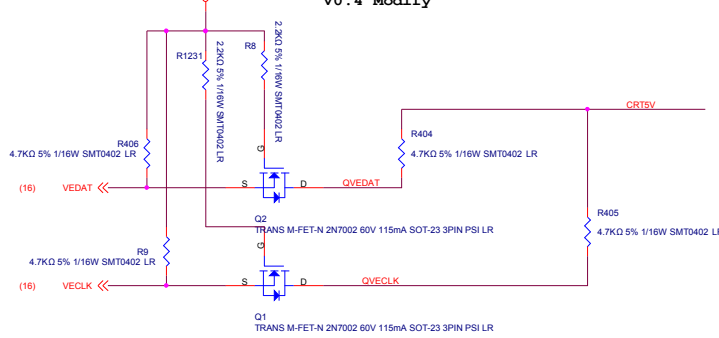 V0.4 Modify
R1231
2.2KΩ 5% 1/16W SMT0402 LR
R8
2.2KΩ 5% 1/16W SMT0402 LR
CRT5V
R406
4.7KΩ 5% 1/16W SMT0402 LR
R404
4.7KΩ 5% 1/16W SMT0402 LR
G
(16)
VEDAT
S
D
QVEDAT
Q2
TRANS M-FET-N 2N7002 60V 115mA SOT-23 3PIN PSI LR
R405
4.7KΩ 5% 1/16W SMT0402 LR
R9
4.7KΩ 5% 1/16W SMT0402 LR
G
(16)
VECLK
S
D
QVECLK
Q1
TRANS M-FET-N 2N7002 60V 115mA SOT-23 3PIN PSI LR